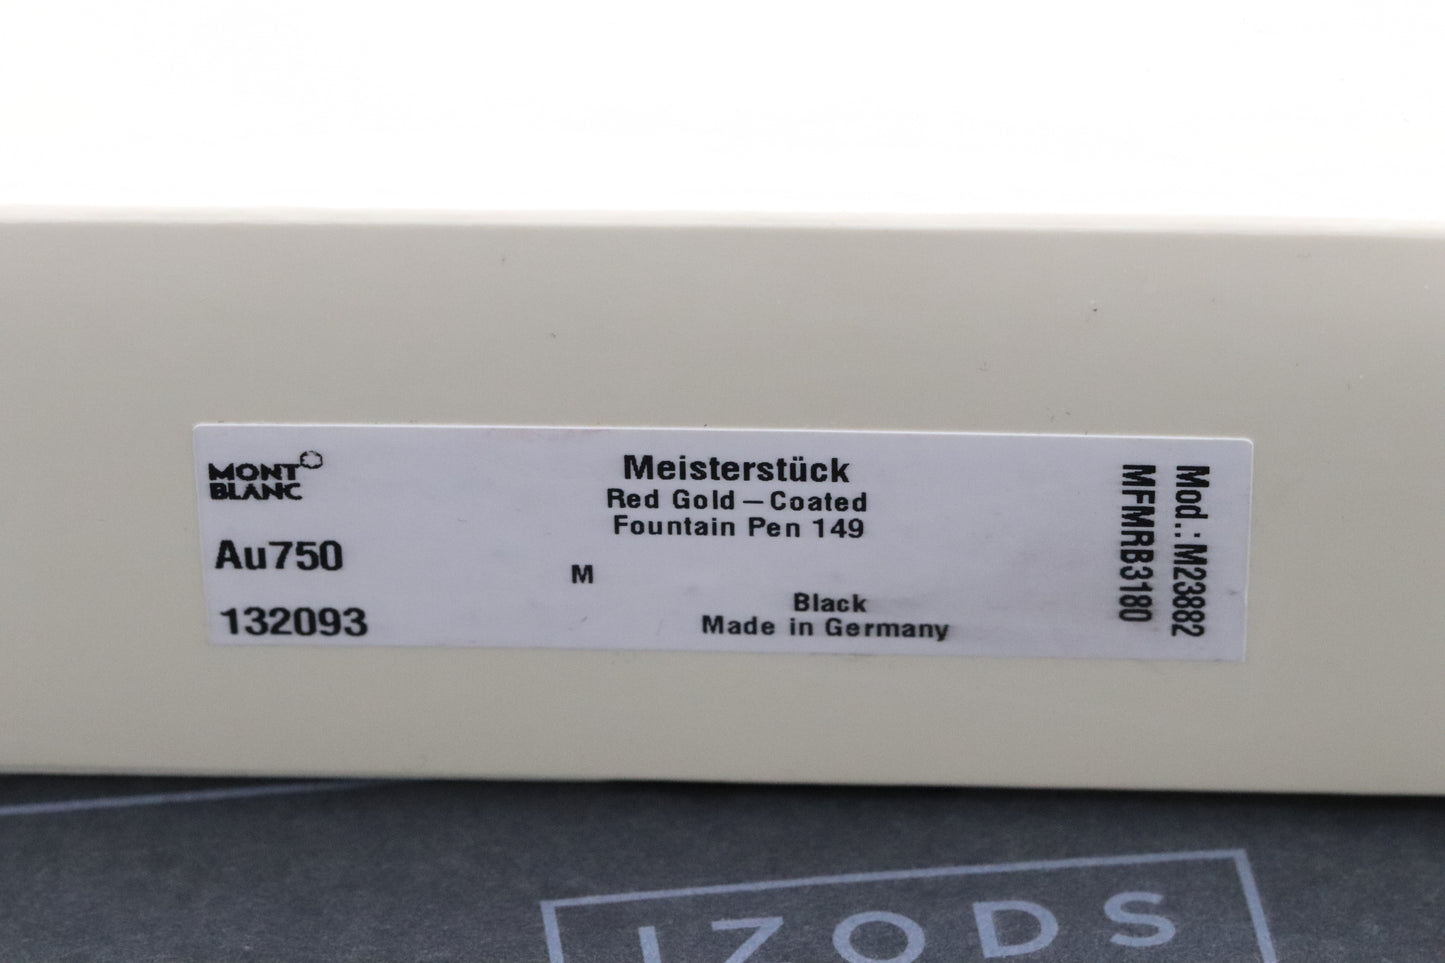 MONT
BLANC
Au750
132093
Meisterstück
Red Gold–Coated
Fountain Pen 149
M
Black
Made in Germany
Mod.: M23882
MFMRB3180
IZODS